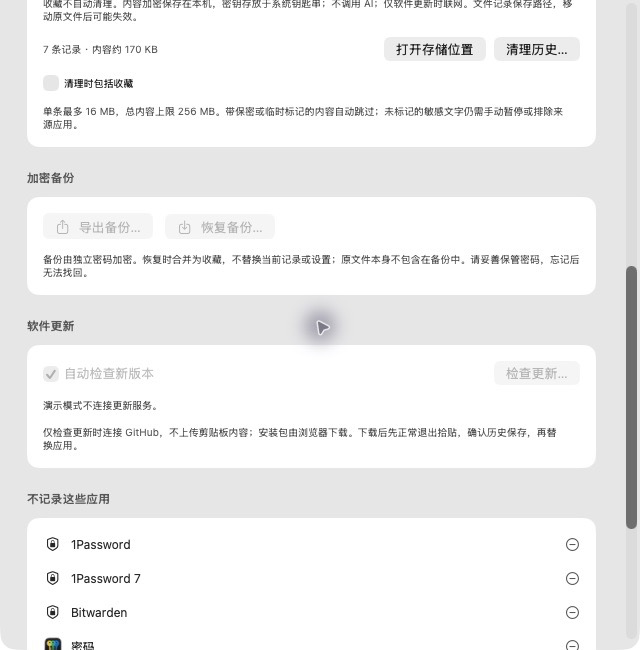 收藏不自动清理。内容加密保存在本机，密钥存放于系统钥匙串；不调用 AI；仅软件更新时联网。文件记录保存路径，移
动原文件后可能失效。
7 条记录 · 内容约 170 KB
打开存储位置
清理历史...
清理时包括收藏
单条最多 16 MB，总内容上限 256 MB。带保密或临时标记的内容自动跳过；未标记的敏感文字仍需手动暂停或排除来
源应用。
加密备份
导出备份...
恢复备份...
备份由独立密码加密。恢复时合并为收藏，不替换当前记录或设置；原文件本身不包含在备份中。请妥善保管密码，忘记后
无法找回。
软件更新
自动检查新版本
检查更新...
演示模式不连接更新服务。
仅检查更新时连接 GitHub，不上传剪贴板内容；安装包由浏览器下载。下载后先正常退出拾贴，确认历史保存，再替
换应用。
不记录这些应用
1Password
1Password 7
Bitwarden
密码